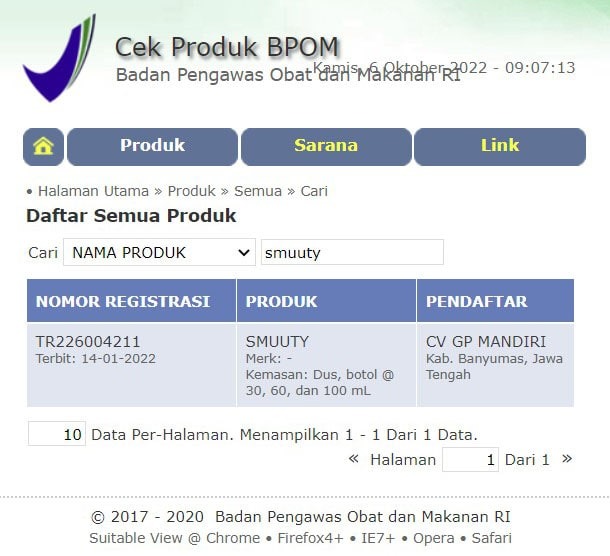 Cek Produk BPOM
Badan Pengawas Obat dan Makanan RI
Kamis, 6 Oktober 2022 - 09:07:13
Produk
Sarana
Link
• Halaman Utama » Produk » Semua » Cari
Daftar Semua Produk
Cari NAMA PRODUK smuuty
NOMOR REGISTRASI PRODUK PENDAFTAR
TR226004211
Terbit: 14-01-2022
SMUUTY
Merk: -
Kemasan: Dus, botol @
30, 60, dan 100 mL
CV GP MANDIRI
Kab. Banyumas, Jawa
Tengah
10 Data Per-Halaman. Menampilkan 1 - 1 Dari 1 Data.
« Halaman 1 Dari 1 »
© 2017 - 2020 Badan Pengawas Obat dan Makanan RI
Suitable View @ Chrome • Firefox4+ • IE7+ • Opera • Safari